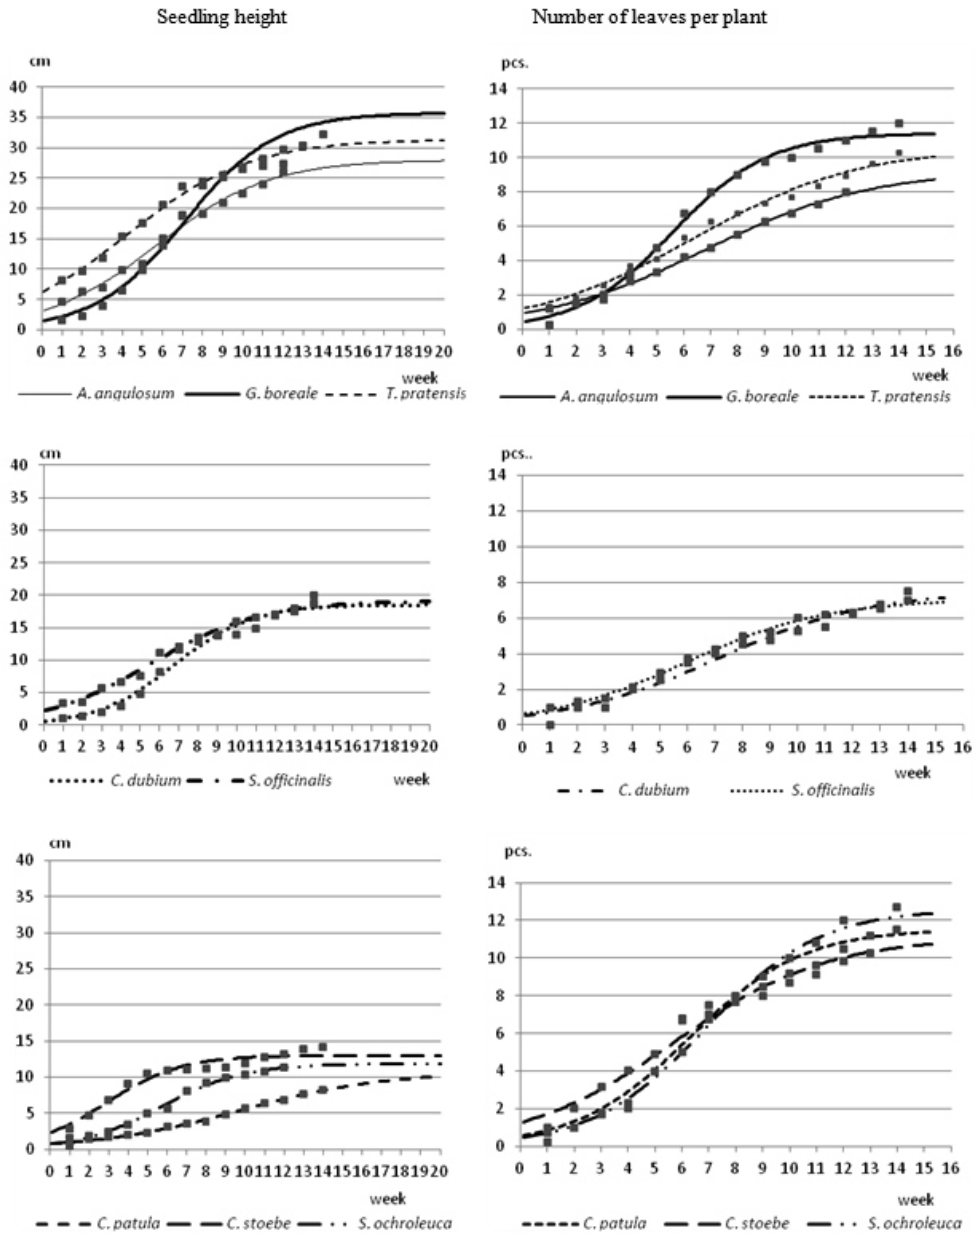 Seedling height
Number of leaves per plant
cm
40
35
30
25
20
15
10
5
0
0 1 2 3 4 5 6 7 8 9 10 11 12 13 14 15 16 17 18 19 20
week
A. angulosum G. boreale T. pratensis
pcs.
14
12
10
8
6
4
2
0
0 1 2 3 4 5 6 7 8 9 10 11 12 13 14 15 16
week
A. angulosum G. boreale T. pratensis
cm
40
35
30
25
20
15
10
5
0
0 1 2 3 4 5 6 7 8 9 10 11 12 13 14 15 16 17 18 19 20
C. dubium S. officinalis week
pcs..
14
12
10
8
6
4
2
0
0 1 2 3 4 5 6 7 8 9 10 11 12 13 14 15 16
week
C. dubium S. officinalis
cm
40
35
30
25
20
15
10
5
0
0 1 2 3 4 5 6 7 8 9 10 11 12 13 14 15 16 17 18 19 20
week
C. patula C. stoebe S. ochroleuca
pcs.
14
12
10
8
6
4
2
0
0 1 2 3 4 5 6 7 8 9 10 11 12 13 14 15 16
week
C. patula C. stoebe S. ochroleuca